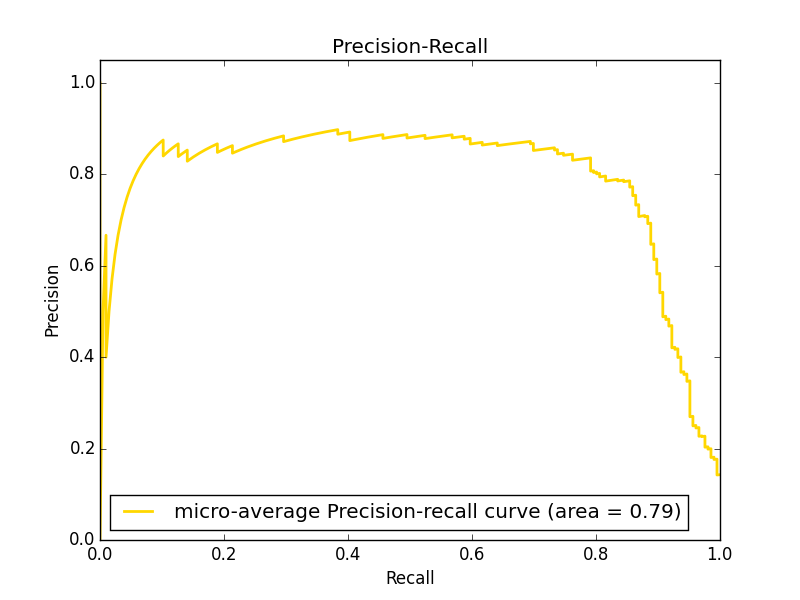 Precision-Recall
1.0
0.8
0.6
0.4
0.2
0.0
Precision
micro-average Precision-recall curve (area = 0.79)
0.0 0.2 0.4 0.6 0.8 1.0
Recall